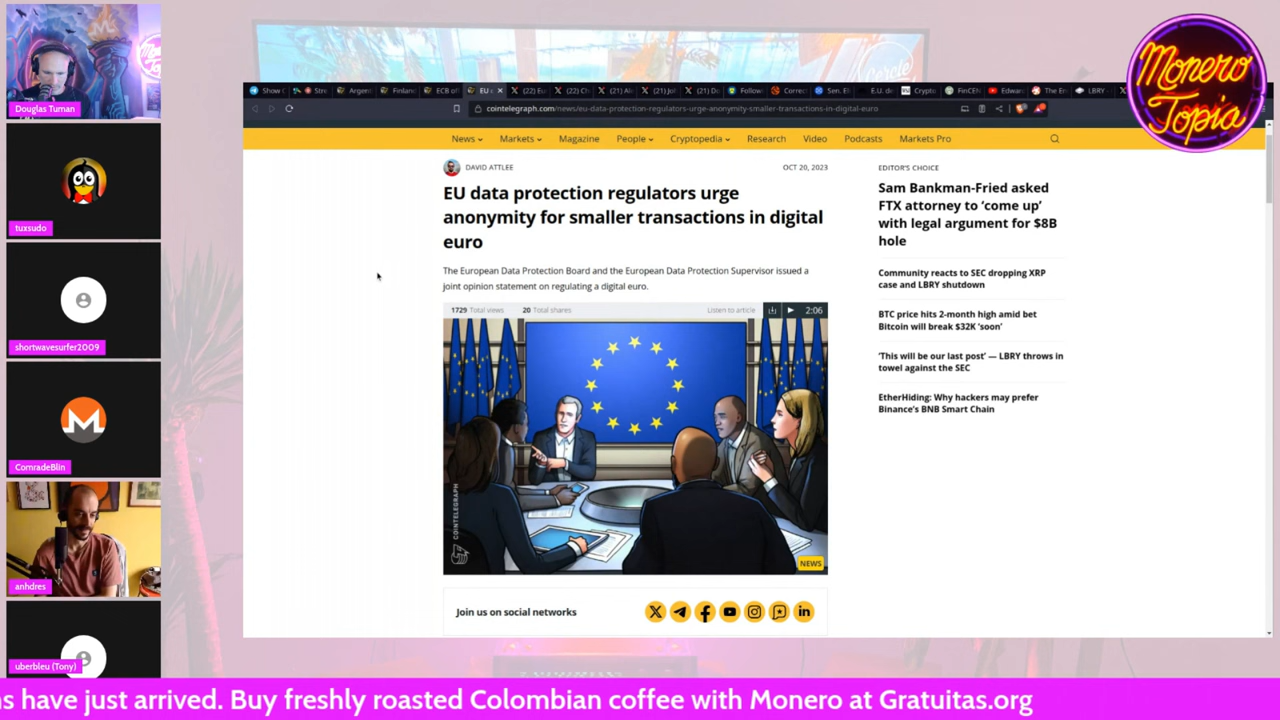 Douglas Tuman
tuxsudo
shortwavesurfer2009
ComradeBlin
anhdres
uberbleu (Tony)
Monero
Topia
cointelegraph.com/news/eu-data-protection-regulators-urge-anonymity-smaller-transactions-in-digital-euro
News Markets Magazine People Cryptopedia Research Video Podcasts Markets Pro
DAVID ATTLEE OCT 20, 2023
EU data protection regulators urge
anonymity for smaller transactions in digital
euro
The European Data Protection Board and the European Data Protection Supervisor issued a
joint opinion statement on regulating a digital euro.
1729 Total views 20 Total shares Listen to article 2:06
COINTELEGRAPH
NEWS
Join us on social networks
EDITOR'S CHOICE
Sam Bankman-Fried asked
FTX attorney to 'come up'
with legal argument for $8B
hole
Community reacts to SEC dropping XRP
case and LBRY shutdown
BTC price hits 2-month high amid bet
Bitcoin will break $32K 'soon'
'This will be our last post' — LBRY throws in
towel against the SEC
EtherHiding: Why hackers may prefer
Binance's BNB Smart Chain
have just arrived. Buy freshly roasted Colombian coffee with Monero at Gratuitas.org